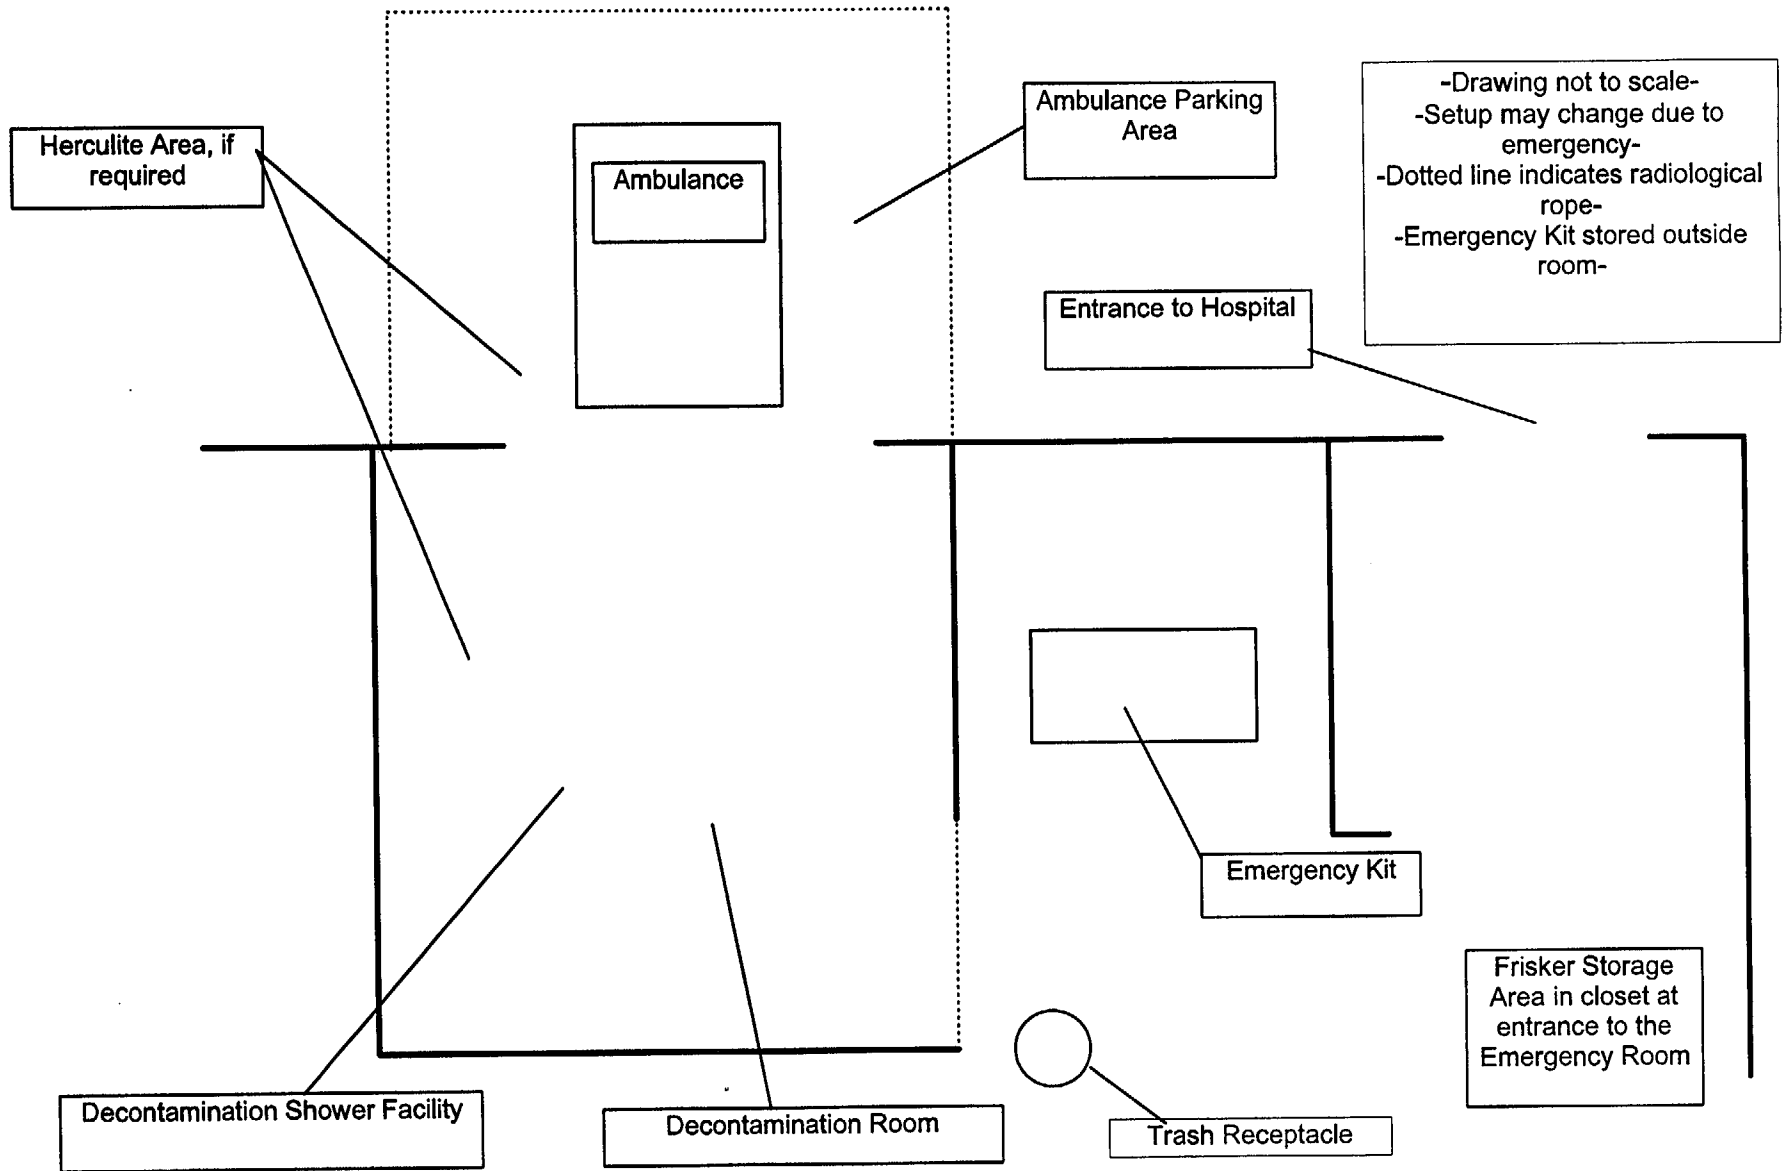 -Drawing not to scale-
-Setup may change due to
emergency-
-Dotted line indicates radiological
rope-
-Emergency Kit stored outside
room-
Ambulance Parking
Area
Herculite Area, if
required
Ambulance
Entrance to Hospital
Emergency Kit
Frisker Storage
Area in closet at
entrance to the
Emergency Room
Decontamination Shower Facility
Decontamination Room
Trash Receptacle